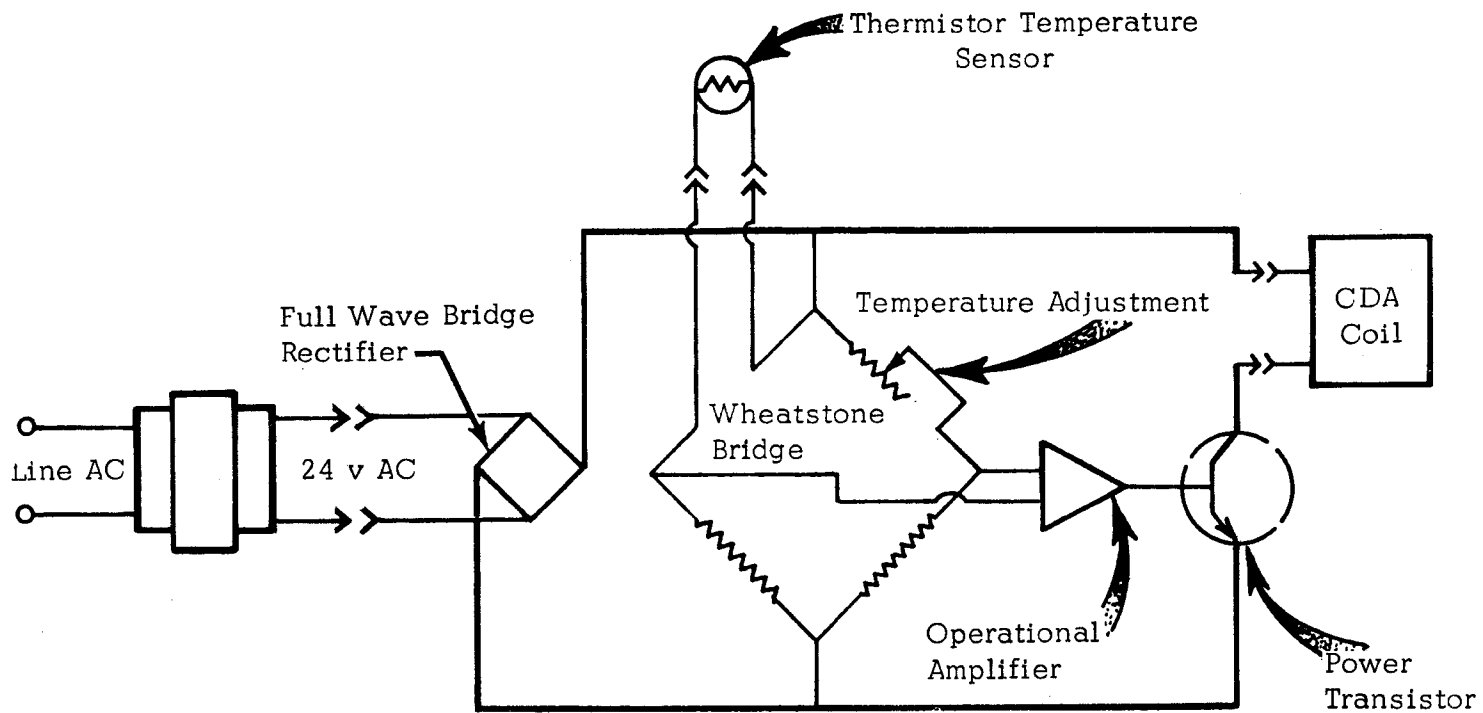 Thermistor Temperature
Sensor
Temperature Adjustment
CDA
Coil
Full Wave Bridge
Rectifier
Wheatstone
Bridge
Line AC
24 v AC
Operational
Amplifier
Power
Transistor